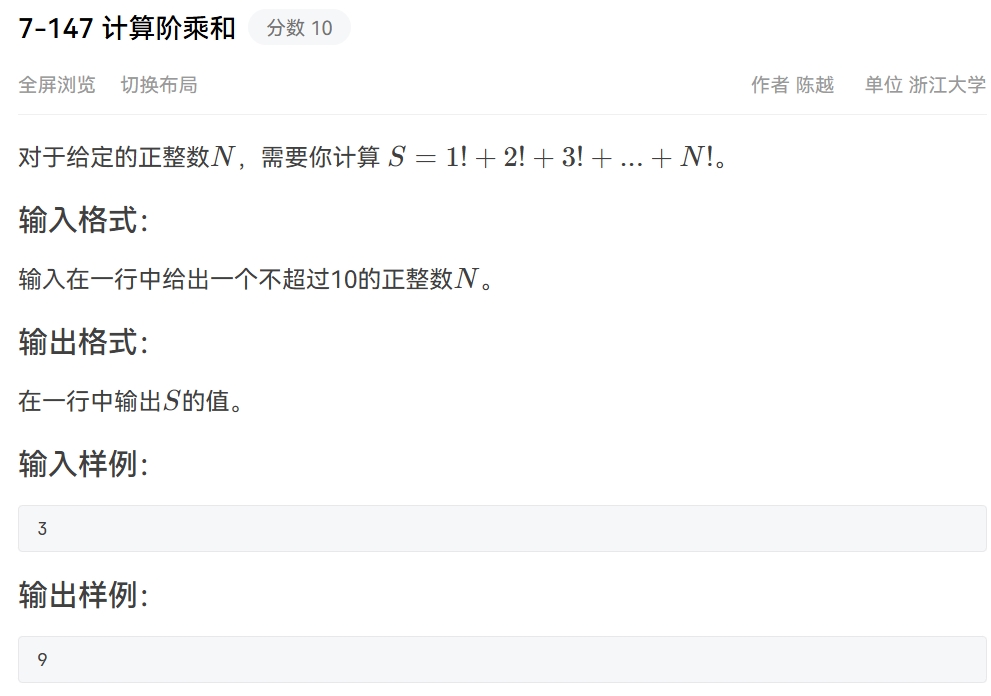 7-147 计算阶乘和 分数 10
全屏浏览 切换布局 作者 陈越 单位 浙江大学
对于给定的正整数N，需要你计算 S = 1! + 2! + 3! + ... + N!。
输入格式：
输入在一行中给出一个不超过10的正整数N。
输出格式：
在一行中输出S的值。
输入样例：
3
输出样例：
9